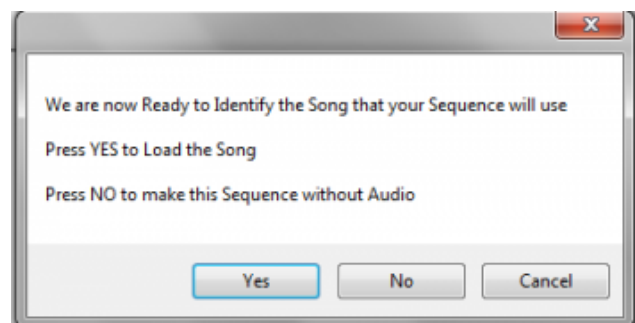 We are now Ready to Identify the Song that your Sequence will use
Press YES to Load the Song
Press NO to make this Sequence without Audio
Yes No Cancel